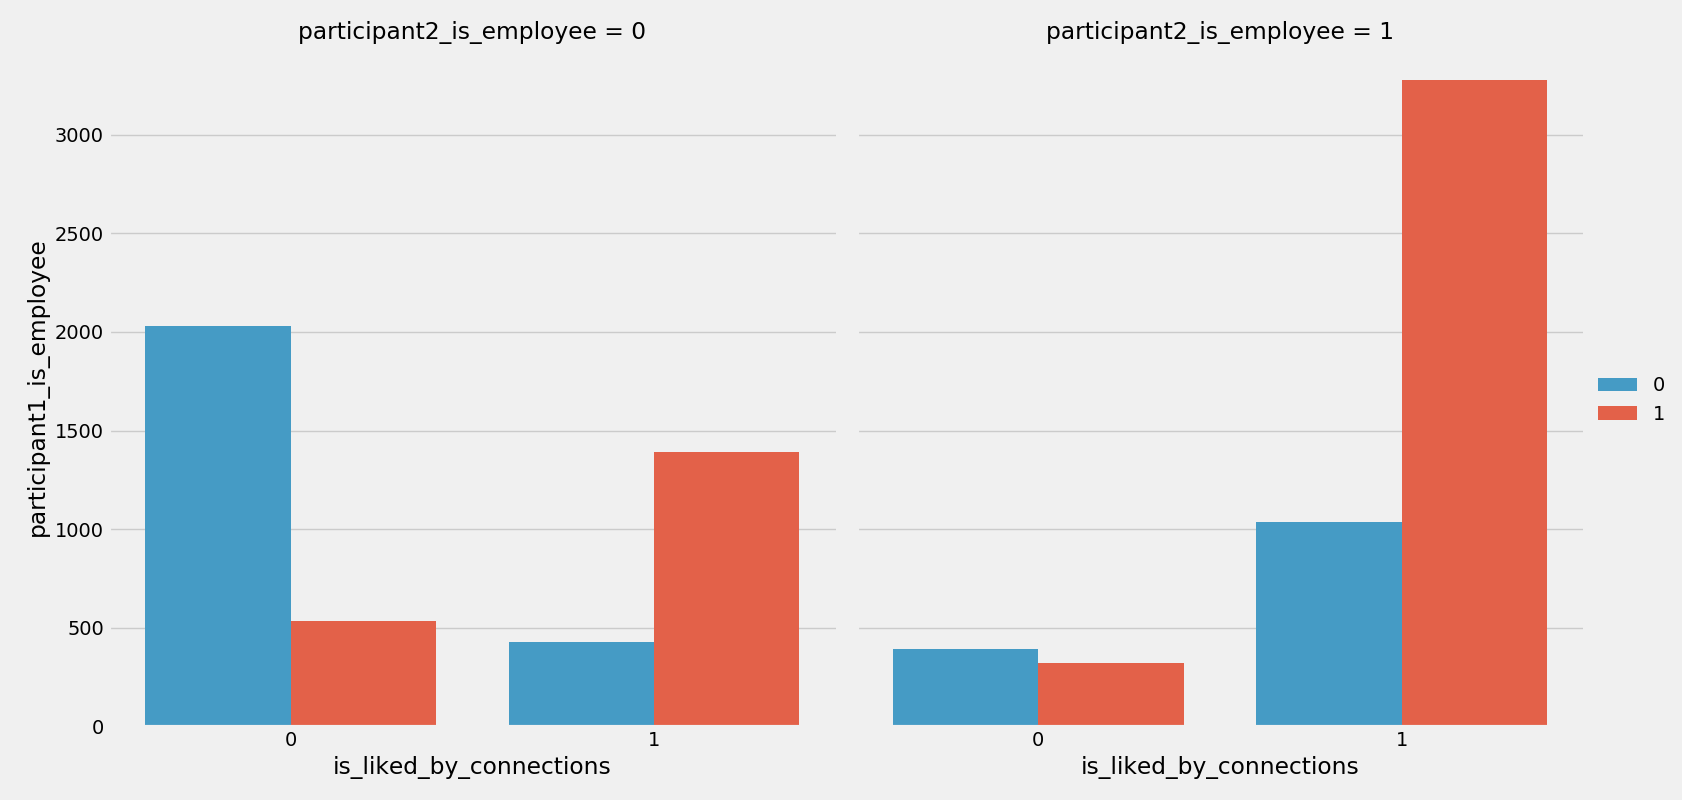 participant2_is_employee = 0
participant2_is_employee = 1
participant1_is_employee
3000
2500
2000
1500
1000
500
0
0
1
0
1
is_liked_by_connections
is_liked_by_connections
0
1